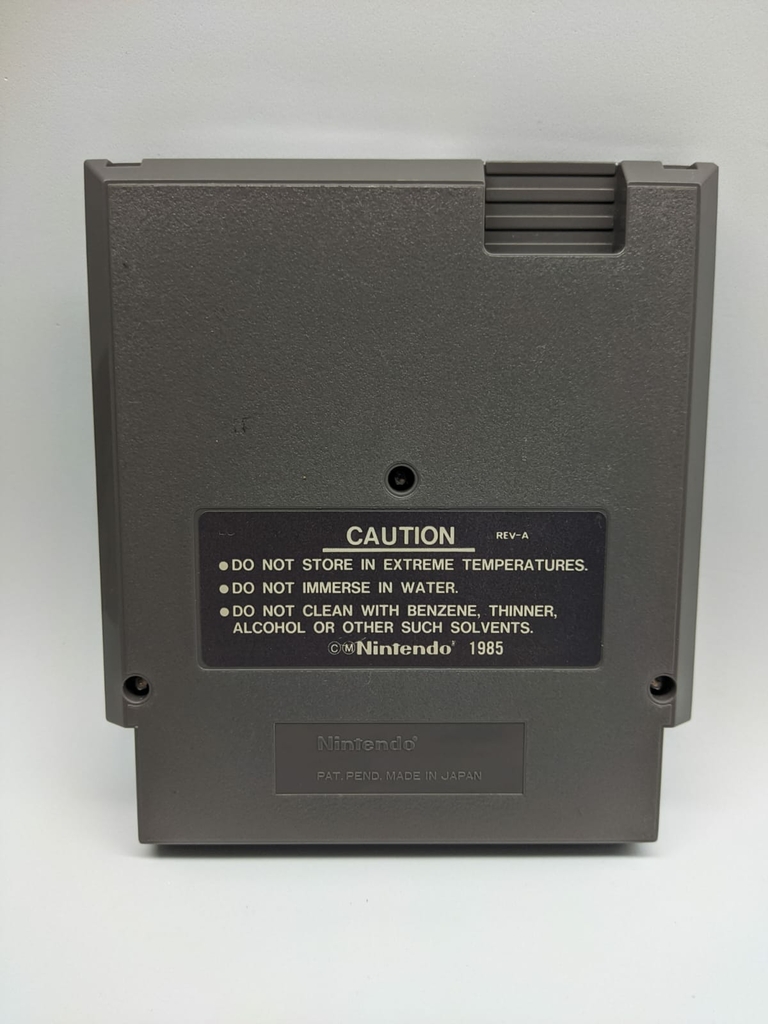 CAUTION REV-A
●DO NOT STORE IN EXTREME TEMPERATURES.
●DO NOT IMMERSE IN WATER.
●DO NOT CLEAN WITH BENZENE, THINNER,
ALCOHOL OR OTHER SUCH SOLVENTS.
©ⓂNintendo® 1985
Nintendo®
PAT. PEND. MADE IN JAPAN